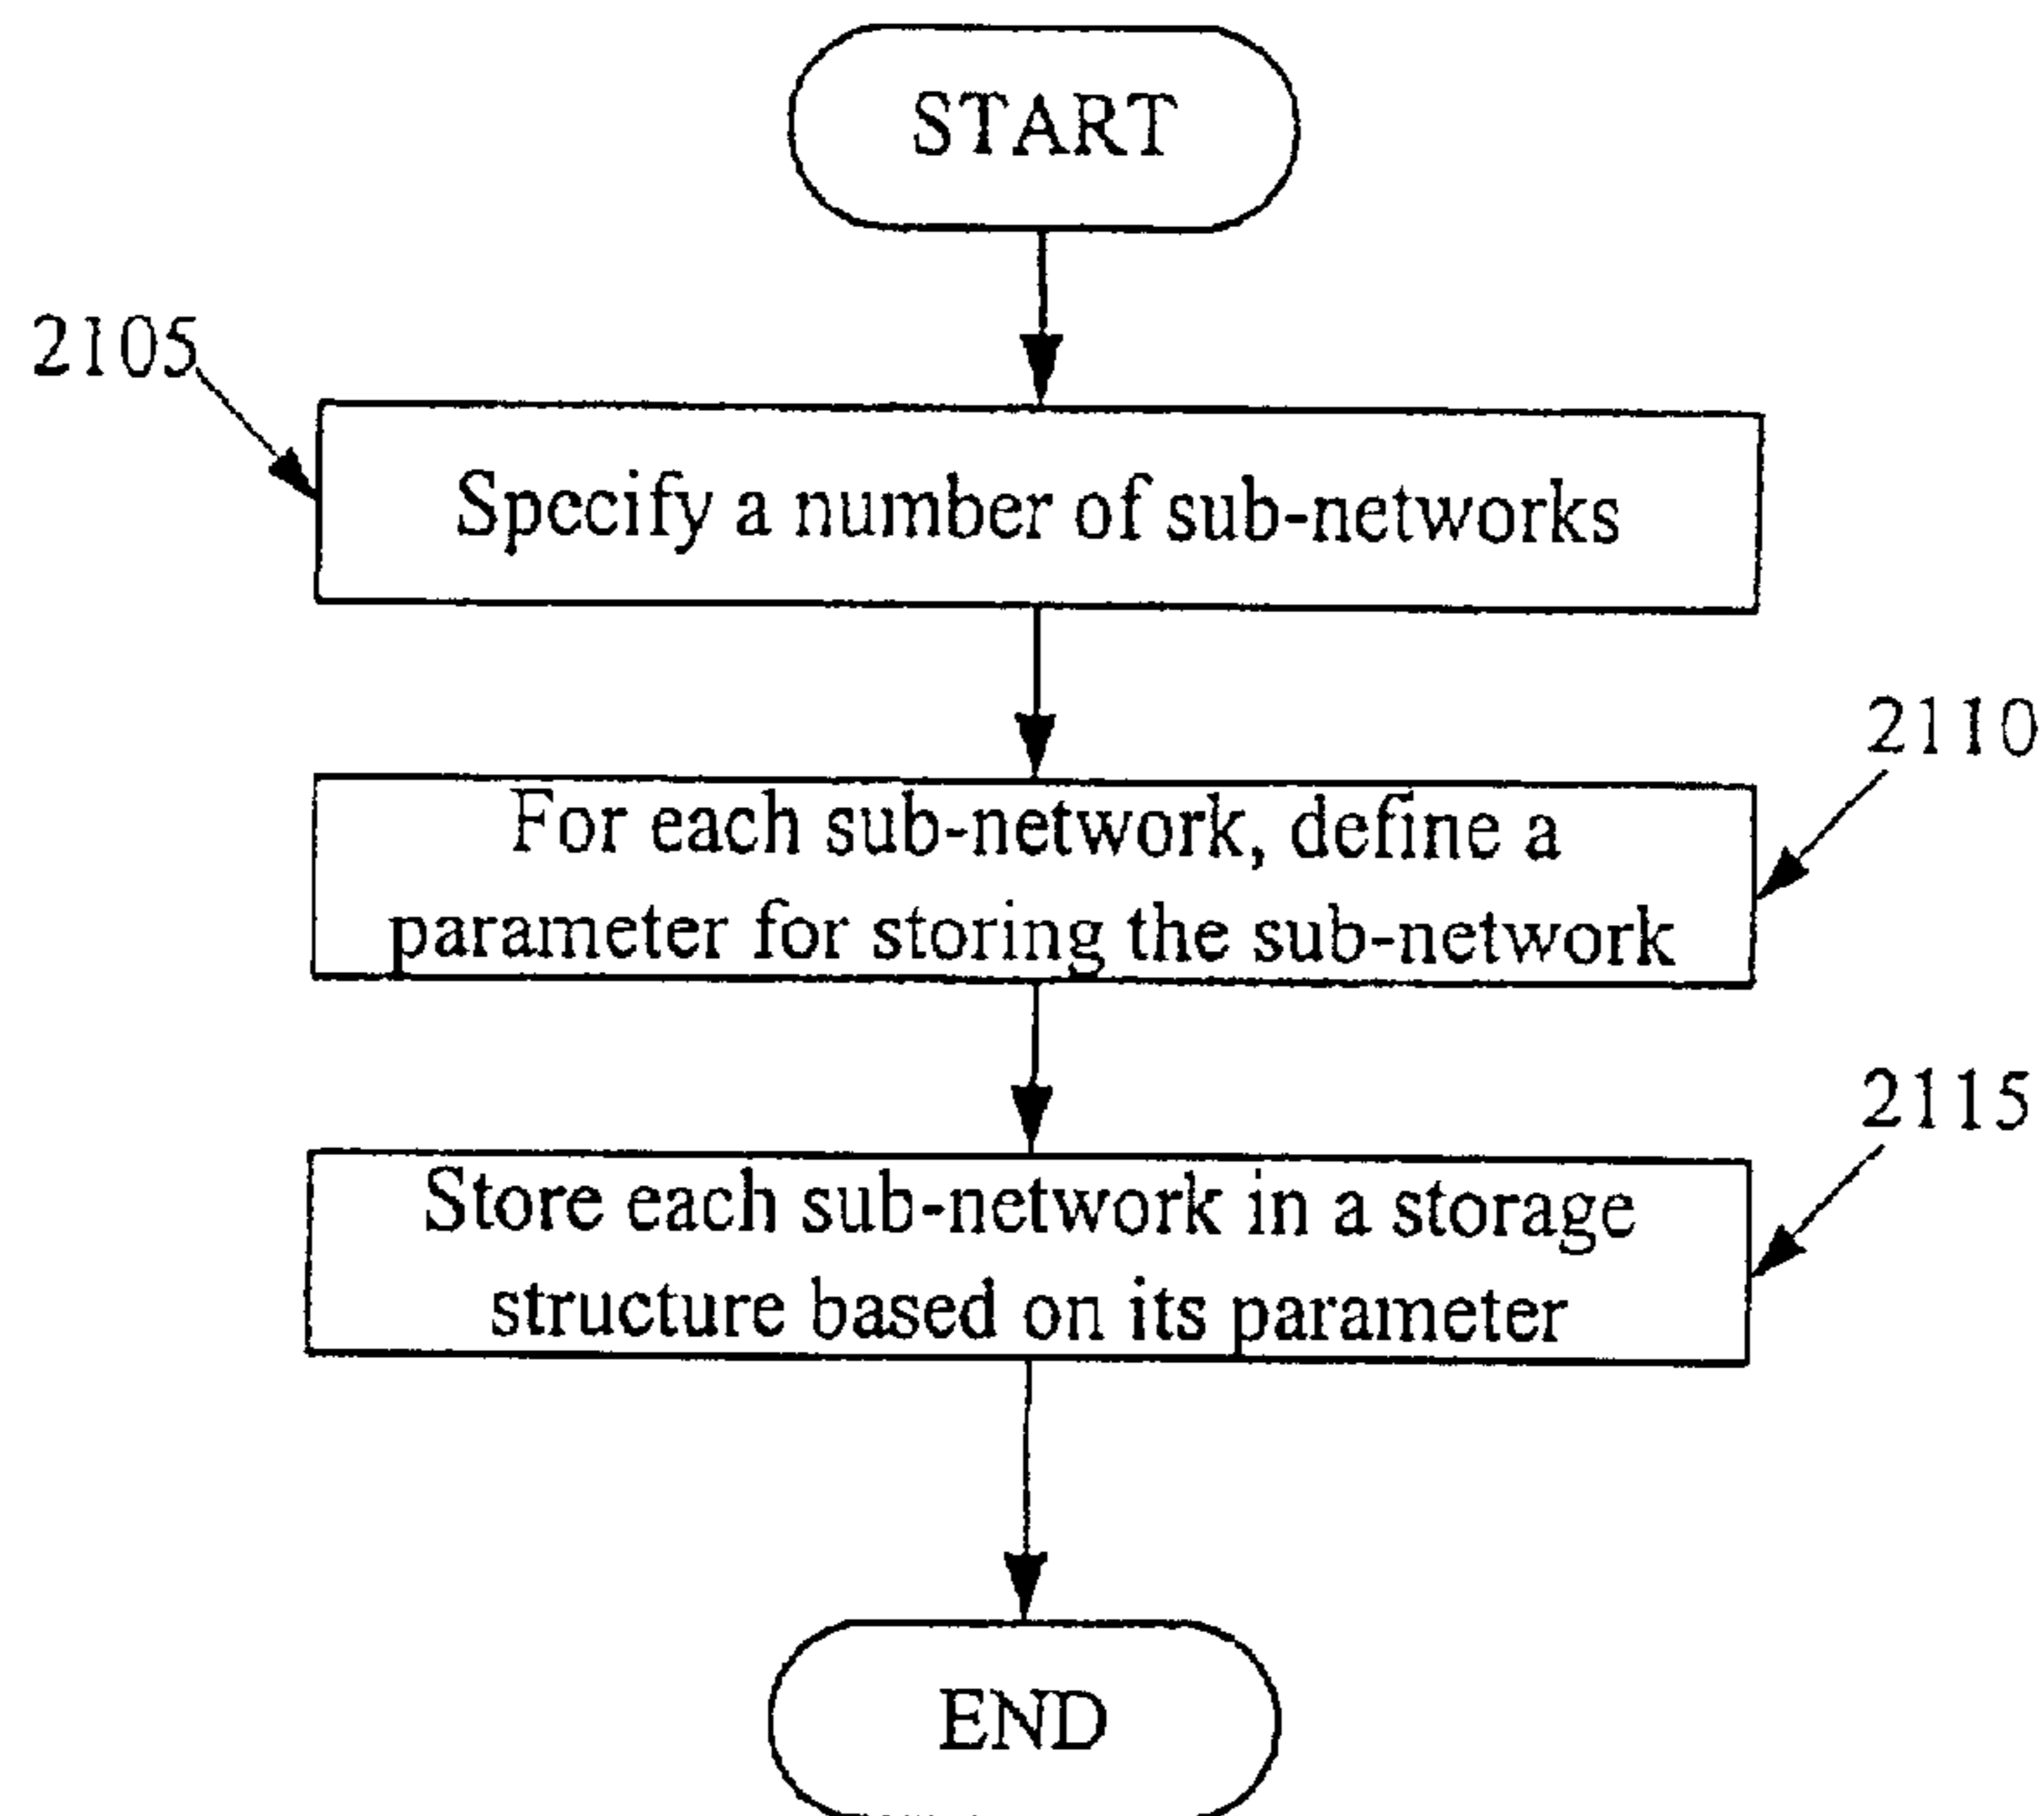 START
2105
Specify a number of sub-networks
2110
For each sub-network, define a
parameter for storing the sub-network
2115
Store each sub-network in a storage
structure based on its parameter
END